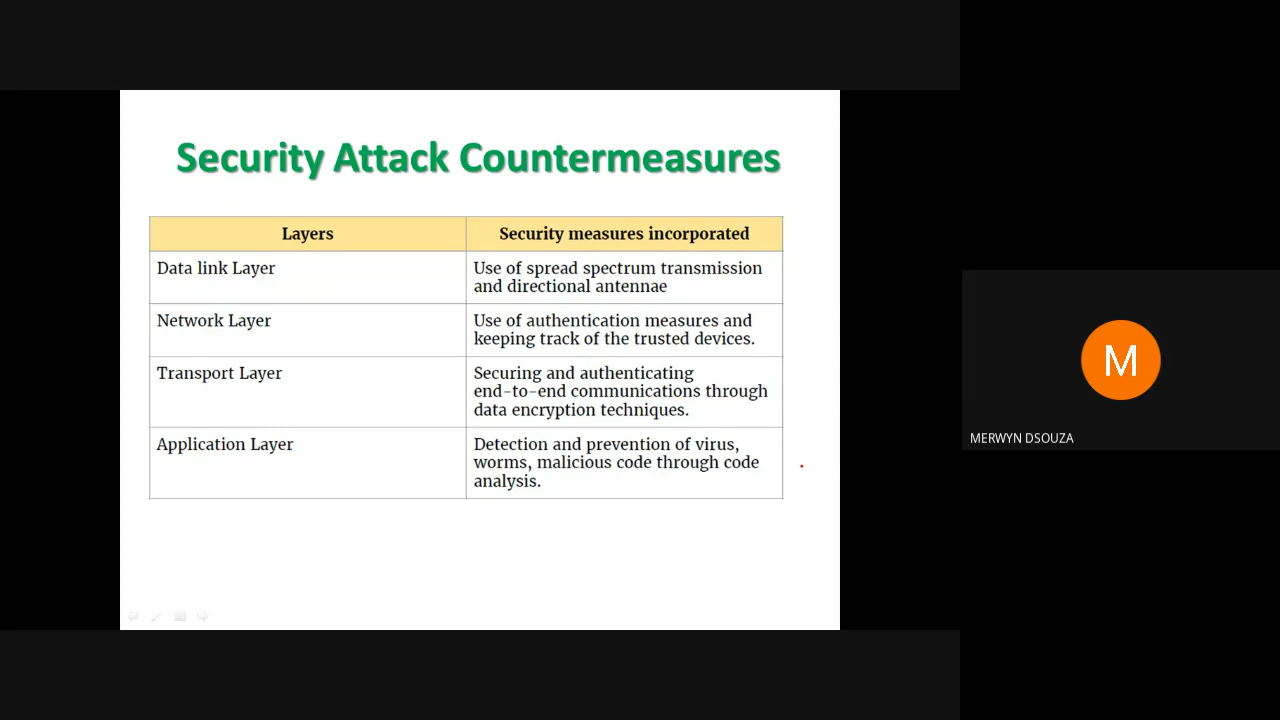 Security Attack Countermeasures
Layers
Security measures incorporated
Data link Layer
Use of spread spectrum transmission
and directional antennae
Network Layer
Use of authentication measures and
keeping track of the trusted devices.
Transport Layer
Securing and authenticating
end-to-end communications through
data encryption techniques.
Application Layer
Detection and prevention of virus,
worms, malicious code through code
analysis.
M
MERWYN DSOUZA